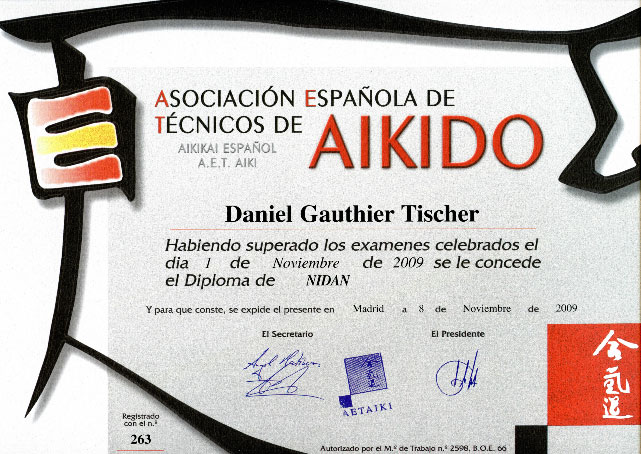 ASOCIACIÓN ESPAÑOLA DE
TÉCNICOS DE AIKIDO
AIKIKAI ESPAÑOL
A.E.T. AIKI
Daniel Gauthier Tischer
Habiendo superado los examenes celebrados el
dia 1 de Noviembre de 2009 se le concede
el Diploma de NIDAN
Y para que conste, se expide el presente en Madrid a 8 de Noviembre de 2009
El Secretario El Presidente
AETAIKI
合氣道
Registrado
con el n.º
263
Autorizado por el M.º de Trabajo n.º 2598, B.O.E. 66